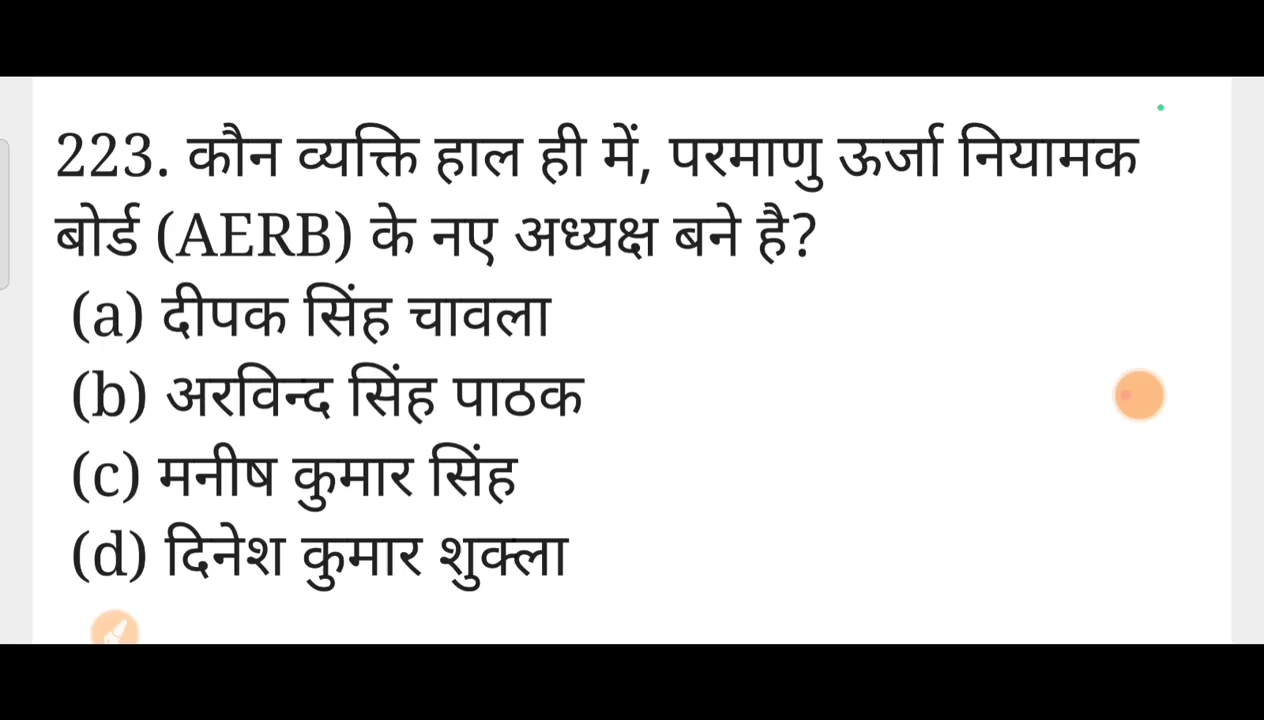 223. कौन व्यक्ति हाल ही में, परमाणु ऊर्जा नियामक
बोर्ड (AERB) के नए अध्यक्ष बने है?
(a) दीपक सिंह चावला
(b) अरविन्द सिंह पाठक
(c) मनीष कुमार सिंह
(d) दिनेश कुमार शुक्ला